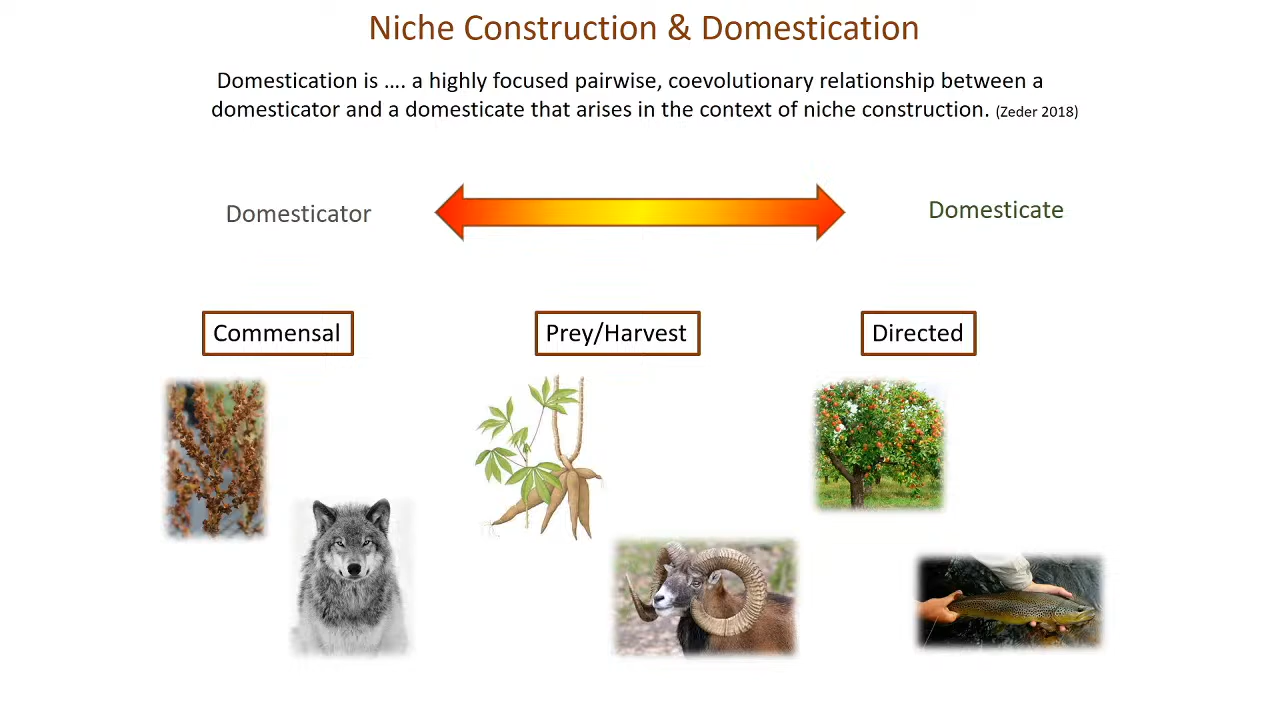 Niche Construction & Domestication
Domestication is .... a highly focused pairwise, coevolutionary relationship between a
domesticator and a domesticate that arises in the context of niche construction. (Zeder 2018)
Domesticator
Domesticate
Commensal
Prey/Harvest
Directed